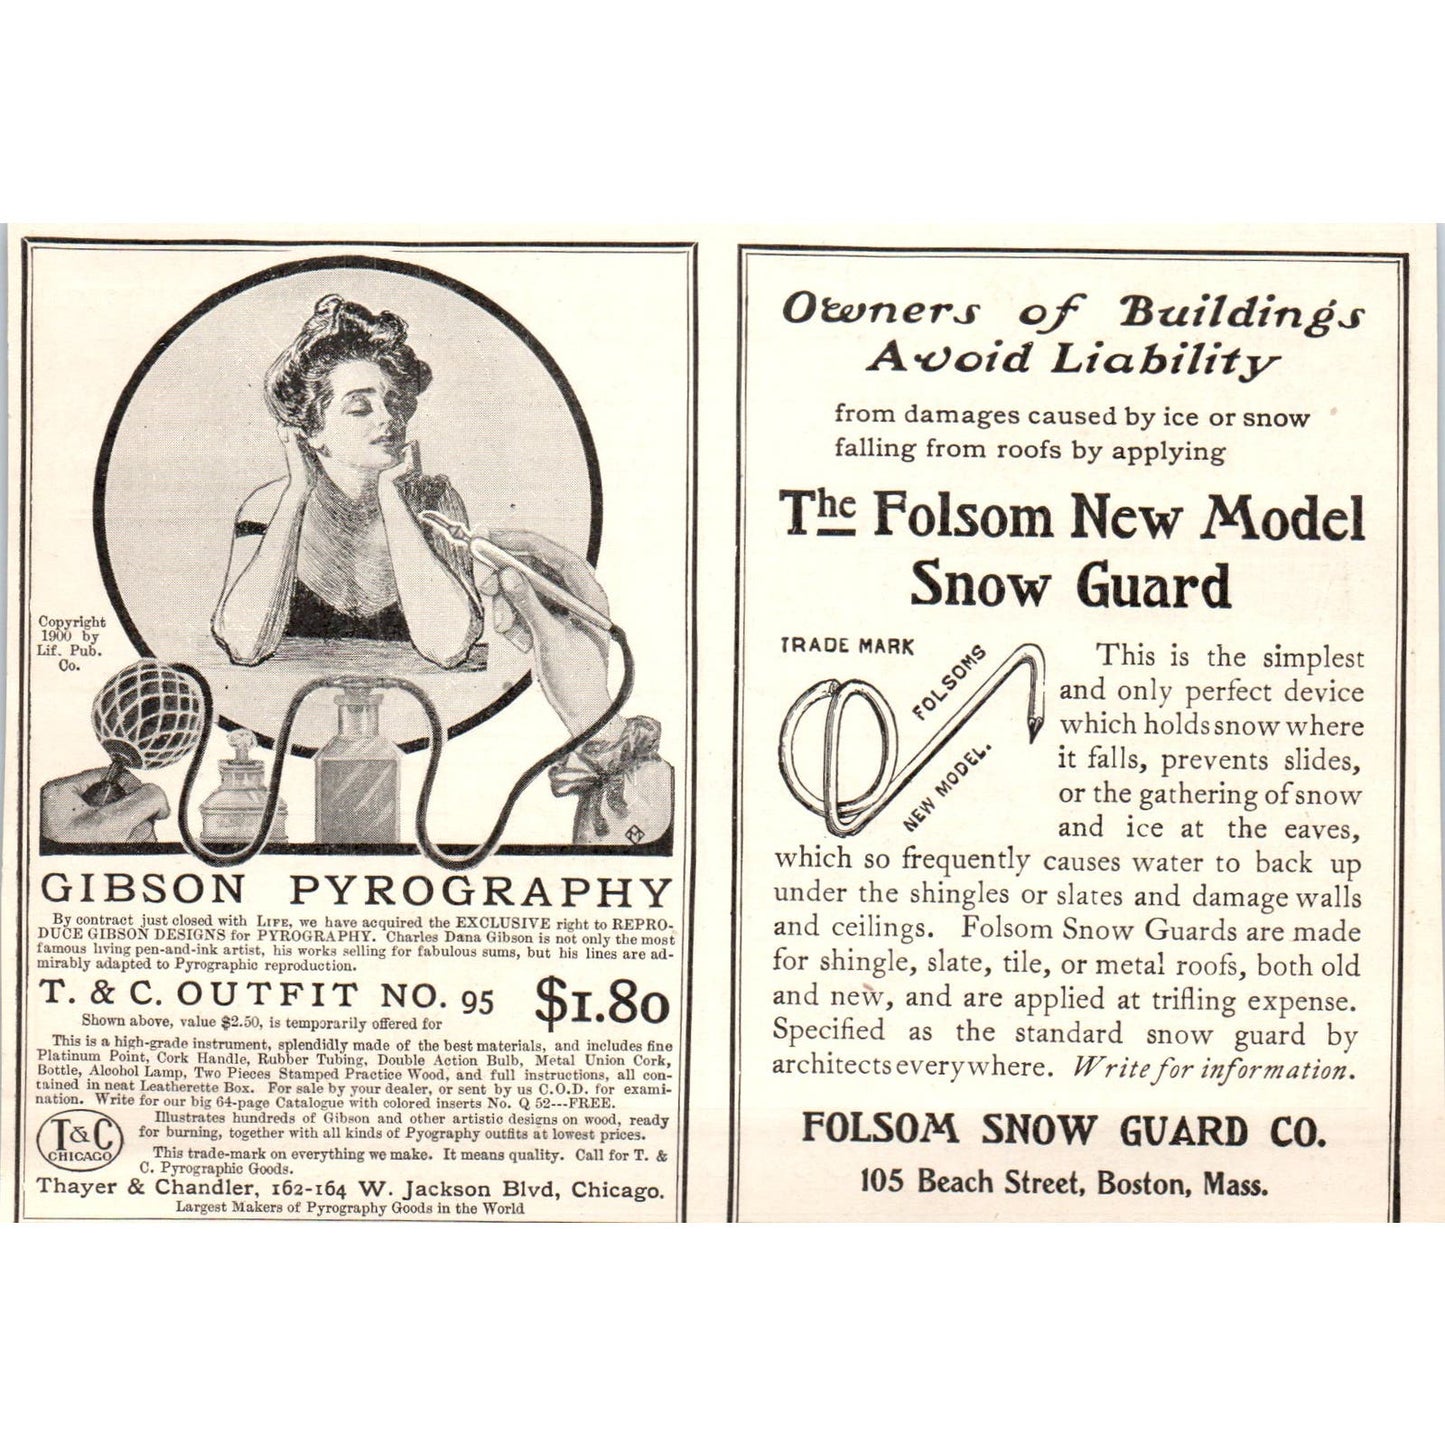 Copyright
1900 by
Lif. Pub.
Co.
GIBSON PYROGRAPHY
By contract just closed with LIFE, we have acquired the EXCLUSIVE right to REPRO-
DUCE GIBSON DESIGNS for PYROGRAPHY. Charles Dana Gibson is not only the most
famous living pen-and-ink artist, his works selling for fabulous sums, but his lines are ad-
mirably adapted to Pyrographic reproduction.
T. & C. OUTFIT NO. 95 $1.80
Shown above, value $2.50, is temporarily offered for
This is a high-grade instrument, splendidly made of the best materials, and includes fine
Platinum Point, Cork Handle, Rubber Tubing, Double Action Bulb, Metal Union Cork,
Bottle, Alcohol Lamp, Two Pieces Stamped Practice Wood, and full instructions, all con-
tained in neat Leatherette Box. For sale by your dealer, or sent by us C.O.D. for exami-
nation. Write for our big 64-page Catalogue with colored inserts No. Q 52---FREE.
Illustrates hundreds of Gibson and other artistic designs on wood, ready
for burning, together with all kinds of Pyography outfits at lowest prices.
T&C
CHICAGO
This trade-mark on everything we make. It means quality. Call for T. &
C. Pyrographic Goods.
Thayer & Chandler, 162-164 W. Jackson Blvd, Chicago.
Largest Makers of Pyrography Goods in the World
Owners of Buildings
Avoid Liability
from damages caused by ice or snow
falling from roofs by applying
The Folsom New Model
Snow Guard
TRADE MARK
FOLSOMS
NEW MODEL.
This is the simplest
and only perfect device
which holds snow where
it falls, prevents slides,
or the gathering of snow
and ice at the eaves,
which so frequently causes water to back up
under the shingles or slates and damage walls
and ceilings. Folsom Snow Guards are made
for shingle, slate, tile, or metal roofs, both old
and new, and are applied at trifling expense.
Specified as the standard snow guard by
architects everywhere. Write for information.
FOLSOM SNOW GUARD CO.
105 Beach Street, Boston, Mass.